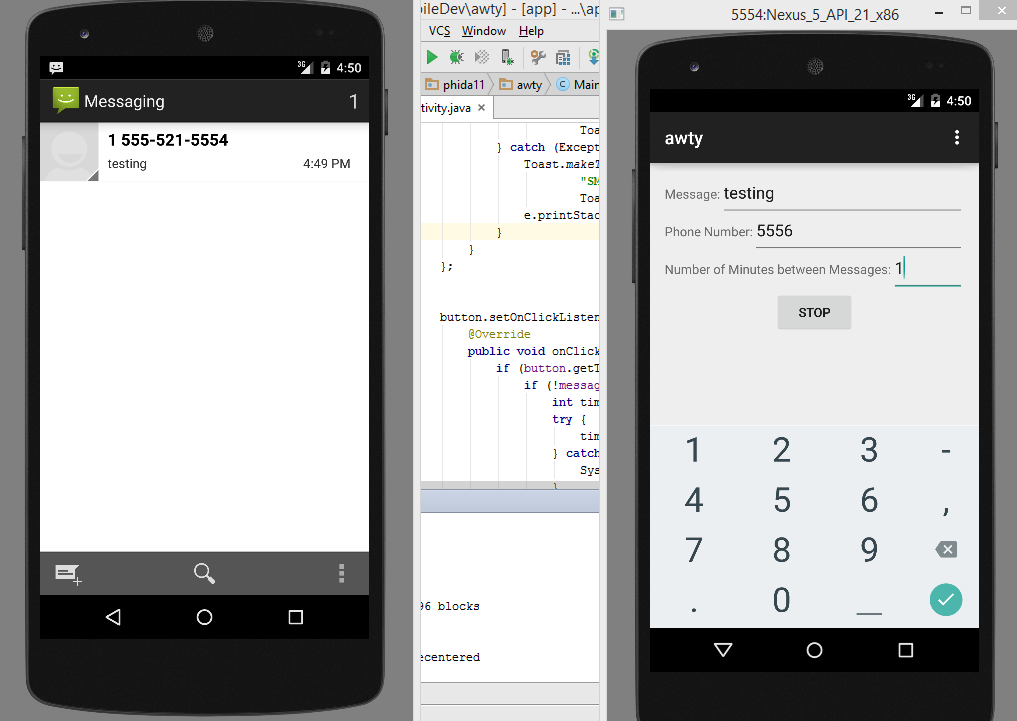 3G 4:50
Messaging 1
1 555-521-5554
testing 4:49 PM
pileDev\awty] - [app] - ...\ap
VCS Window Help
phida11 awty C Main
tivity.java ×
Toa
} catch (Except
Toast.makeT
"SM
Toa
e.printStac
}
}
};
button.setOnClickListen
@Override
public void onClick
if (button.getT
if (!messag
int tim
try {
tim
} catch
Sys
}
96 blocks
ecentered
5554:Nexus_5_API_21_x86
3G 4:50
awty
Message: testing
Phone Number: 5556
Number of Minutes between Messages: 1
STOP
1 2 3 -
4 5 6 ,
7 8 9
. 0 _